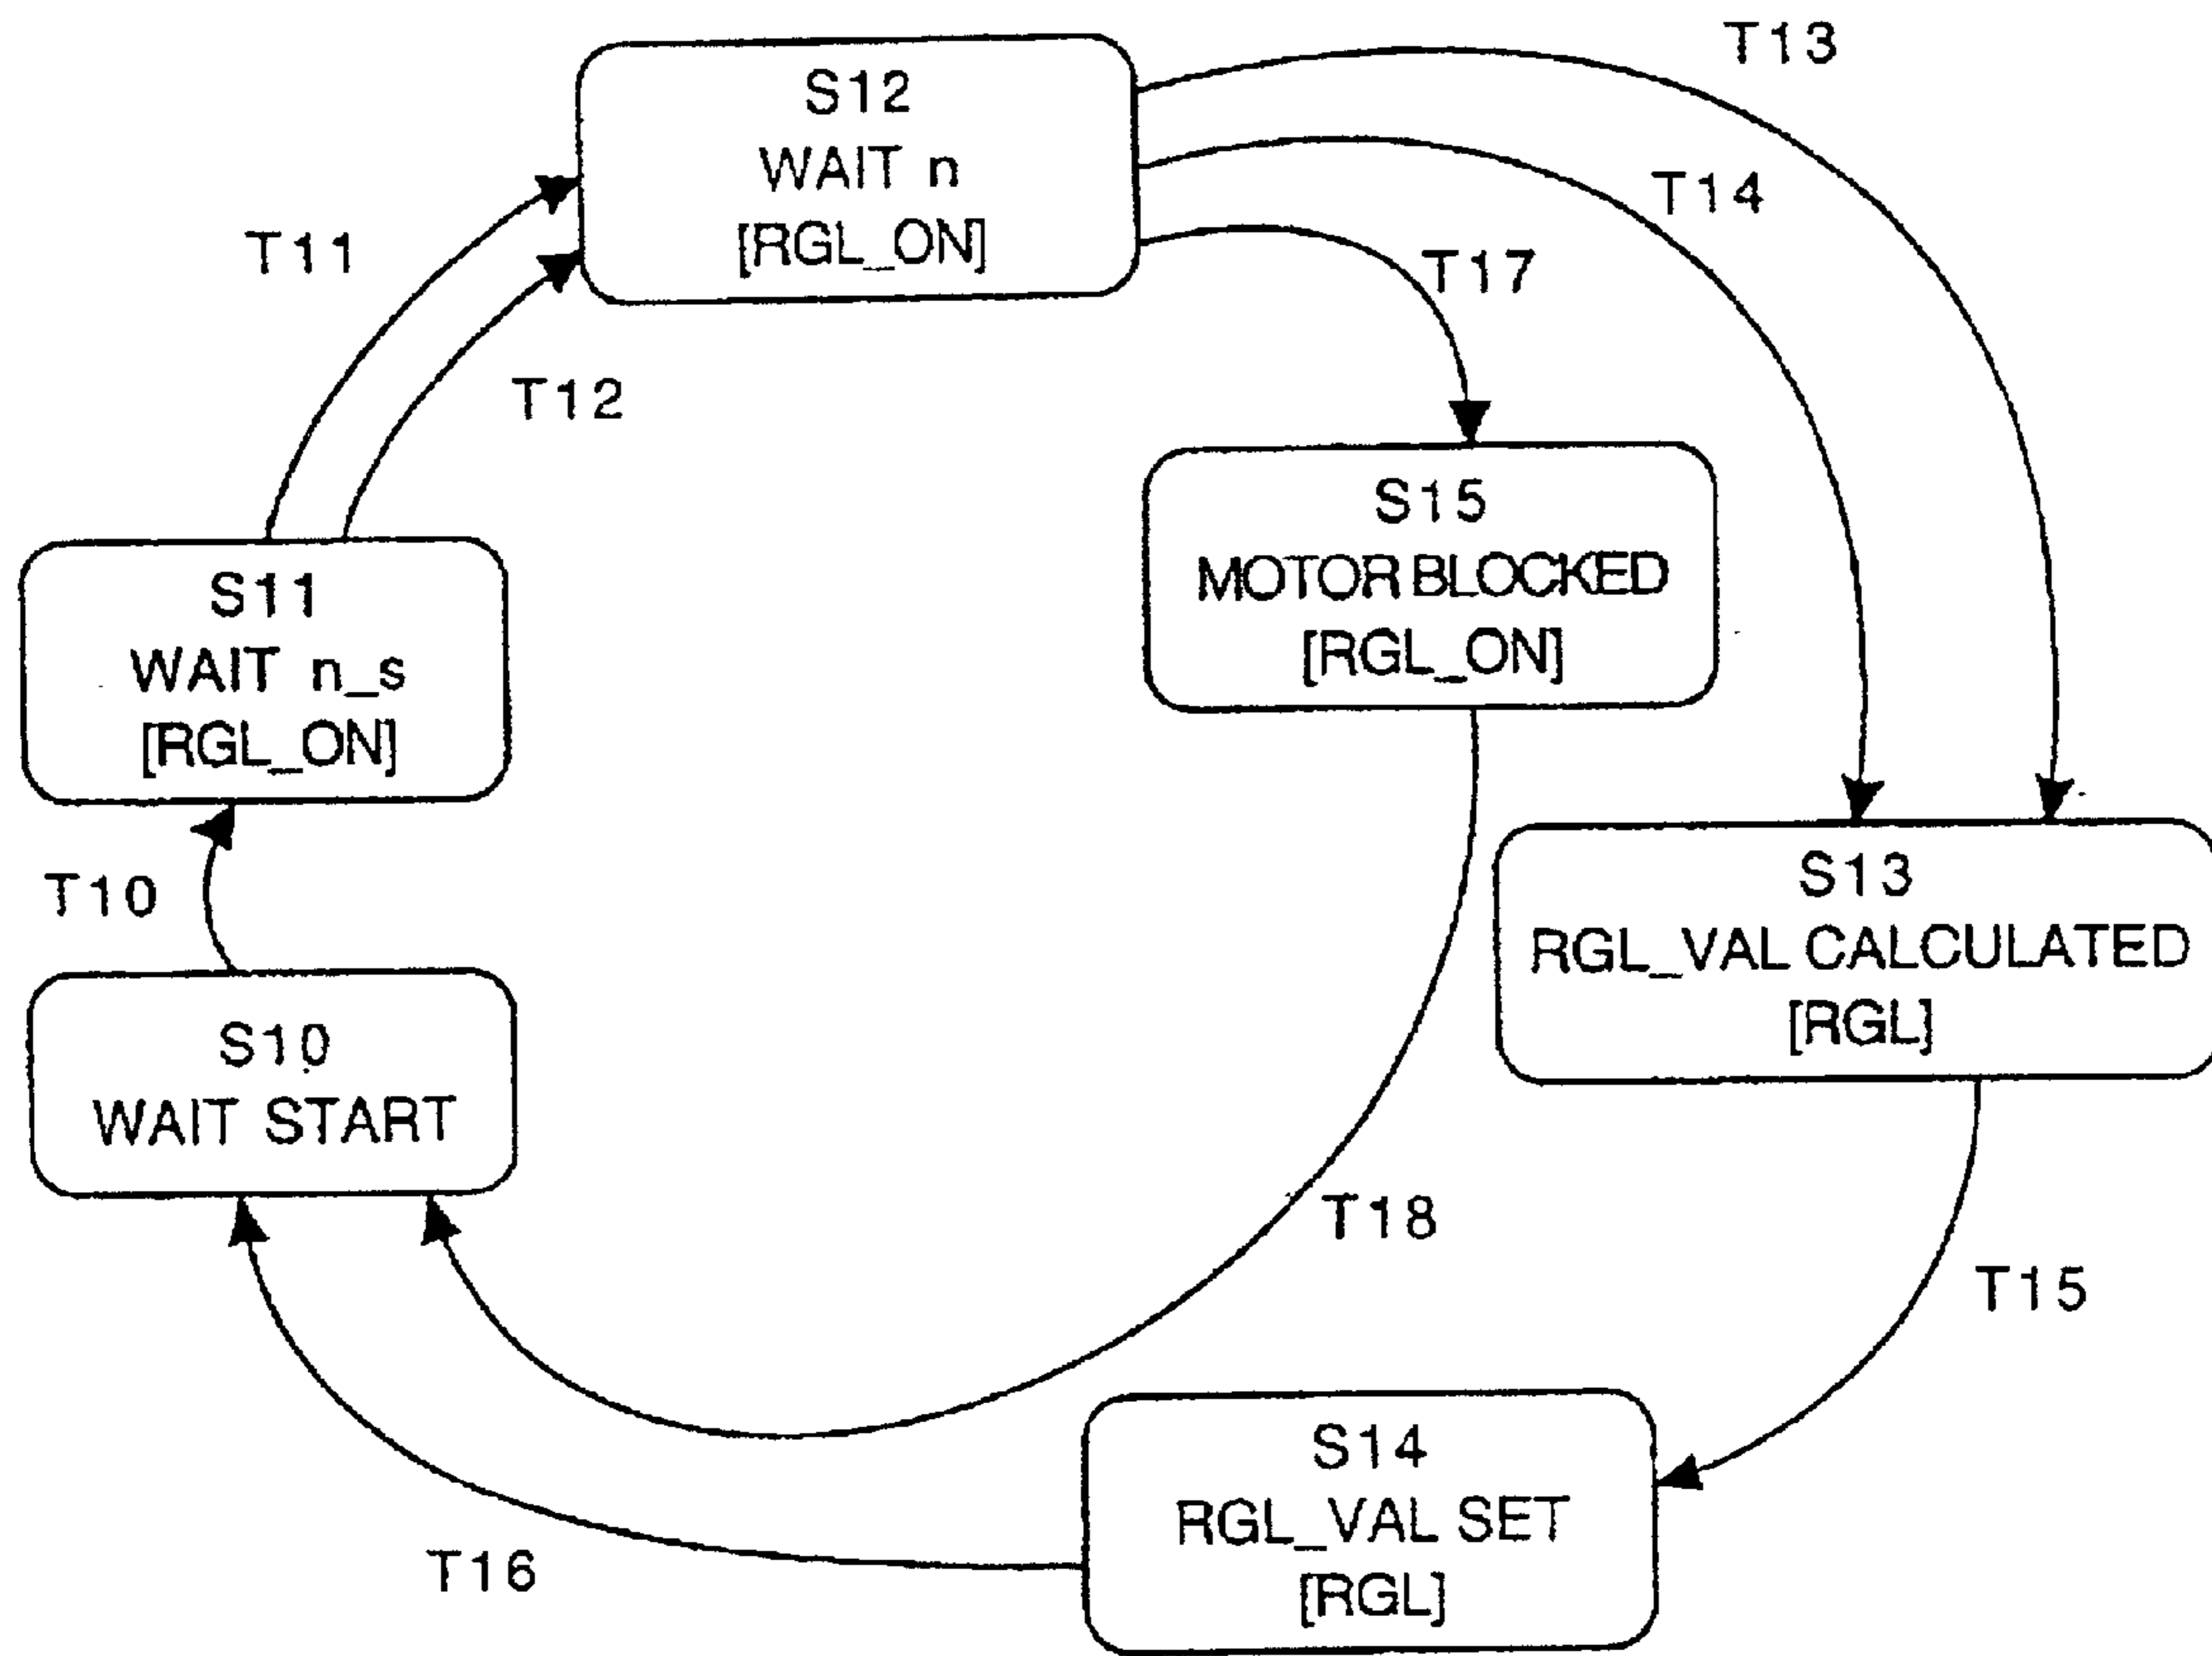 T13
S12
WAIT n
[RGL_ON]
T14
T11
T17
T12
S15
MOTOR BLOCKED
[RGL_ON]
S11
WAIT n_s
[RGL_ON]
T10
S13
RGL_VAL CALCULATED
[RGL]
S10
WAIT START
T18
T15
S14
RGL_VAL SET
[RGL]
T16